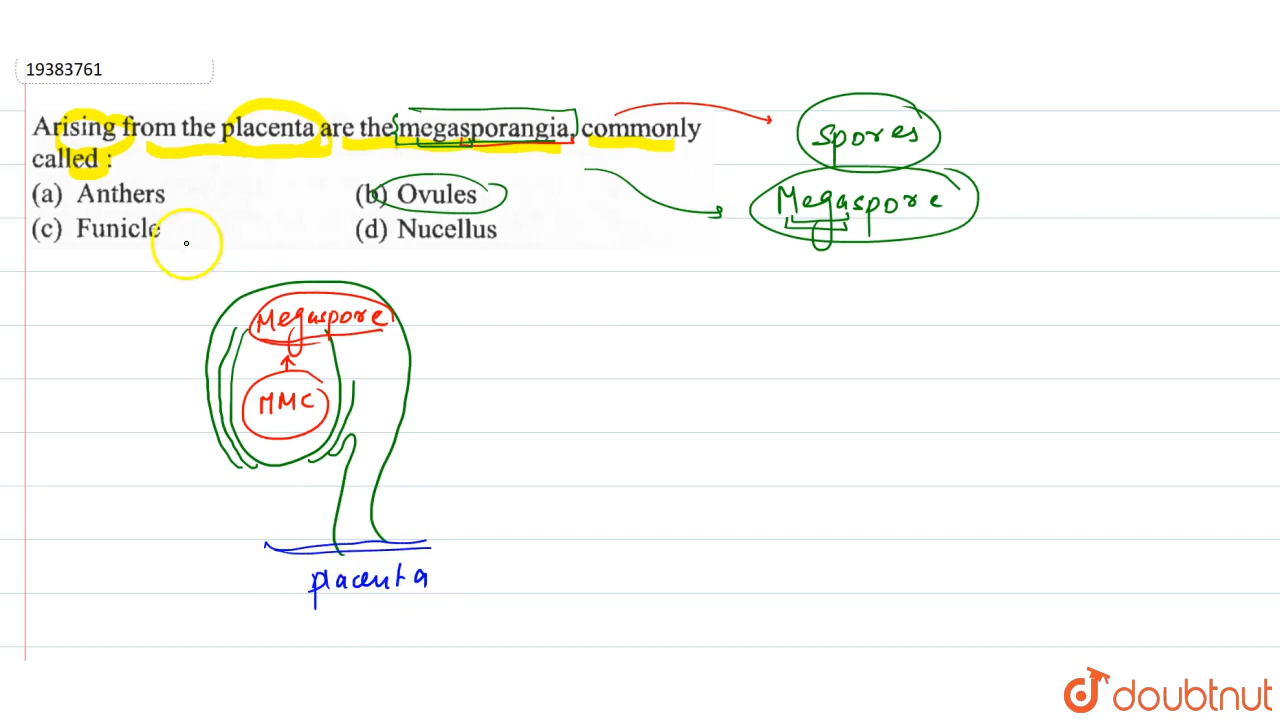 19383761
Arising from the placenta are the megasporangia, commonly
called :
(a) Anthers (b) Ovules
(c) Funicle (d) Nucellus
Spores
Megaspore
Megaspore
MMC
placenta
doubtnut